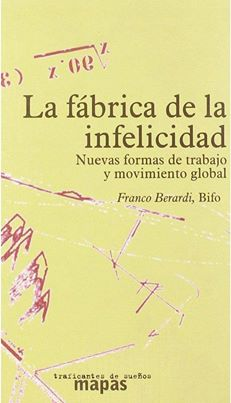 La fábrica de la
infelicidad
Nuevas formas de trabajo
y movimiento global
Franco Berardi, Bifo
traficantes de sueños
mapas